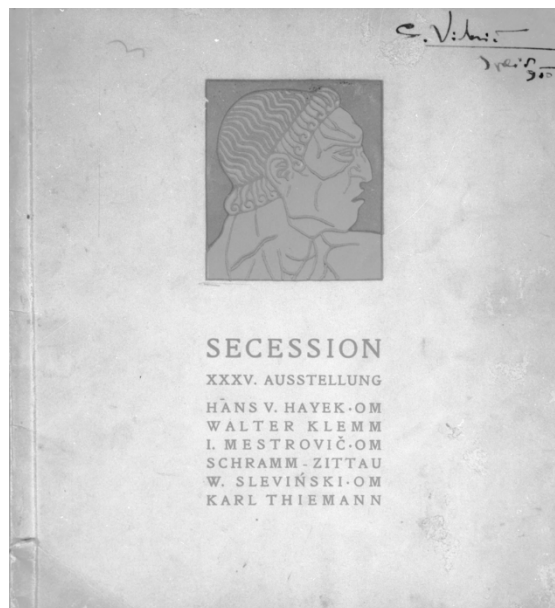 SECESSION
XXXV. AUSSTELLUNG
HANS V. HAYEK·OM
WALTER KLEMM
I. MESTROVIČ·OM
SCHRAMM-ZITTAU
W. SLEVIŃSKI·OM
KARL THIEMANN